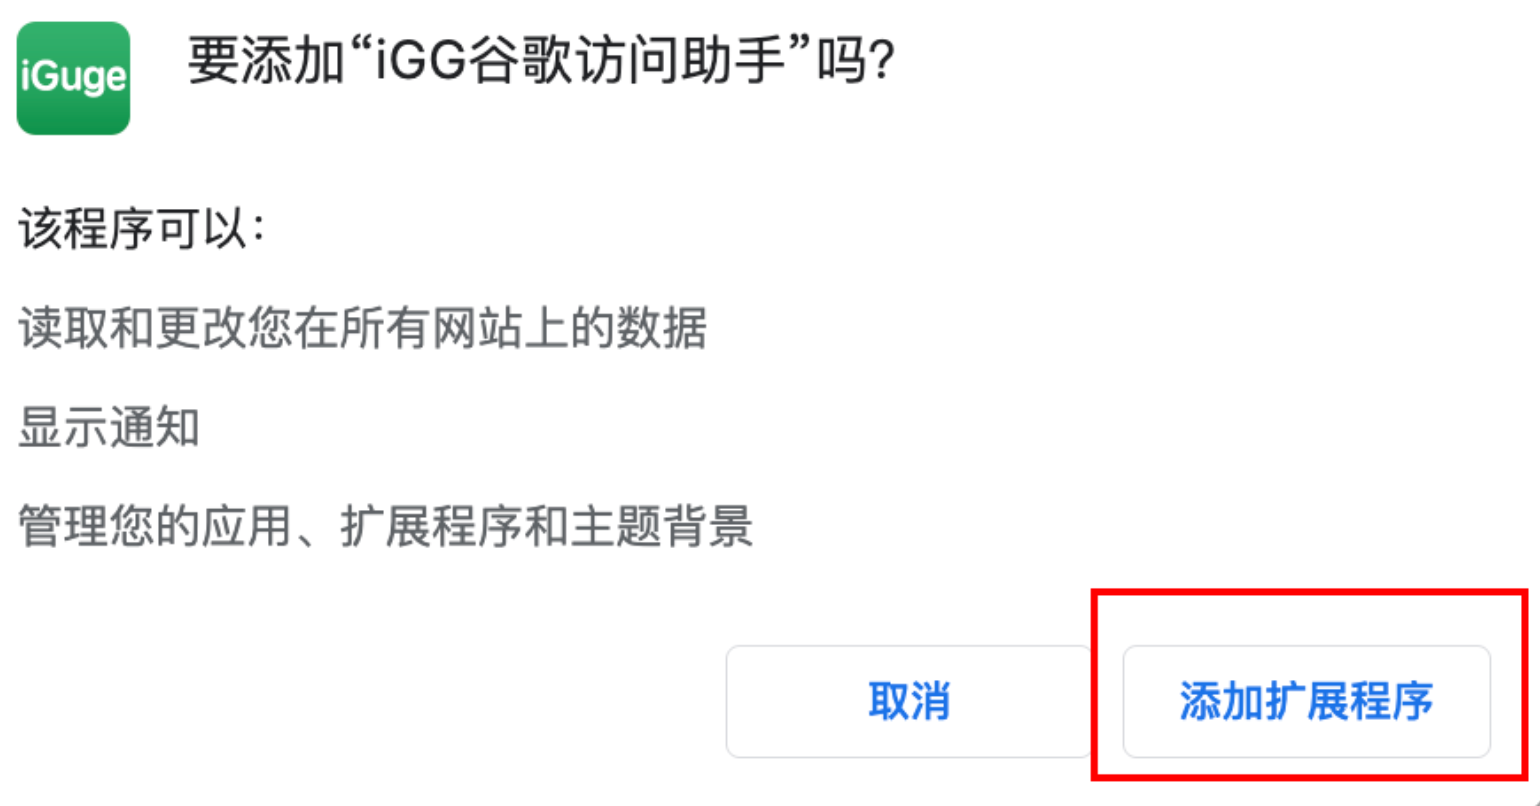 iGuge
要添加“iGG谷歌访问助手”吗?
该程序可以：
读取和更改您在所有网站上的数据
显示通知
管理您的应用、扩展程序和主题背景
取消
添加扩展程序